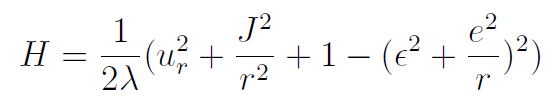 H = \frac{1}{2\lambda}(u_r^2 + \frac{J^2}{r^2} + 1 - (\epsilon^2 + \frac{e^2}{r})^2)